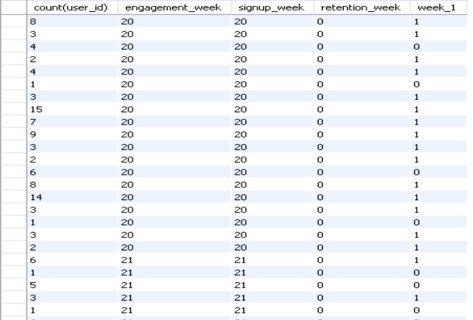 count(user_id) engagement_week signup_week retention_week week_1
8 20 20 0 1
3 20 20 0 1
4 20 20 0 0
2 20 20 0 1
4 20 20 0 1
1 20 20 0 0
3 20 20 0 1
15 20 20 0 1
7 20 20 0 1
9 20 20 0 1
3 20 20 0 1
2 20 20 0 1
6 20 20 0 0
8 20 20 0 1
14 20 20 0 1
3 20 20 0 1
1 20 20 0 0
3 20 20 0 1
2 20 20 0 1
6 21 21 0 1
1 21 21 0 0
5 21 21 0 0
3 21 21 0 1
1 21 21 0 0